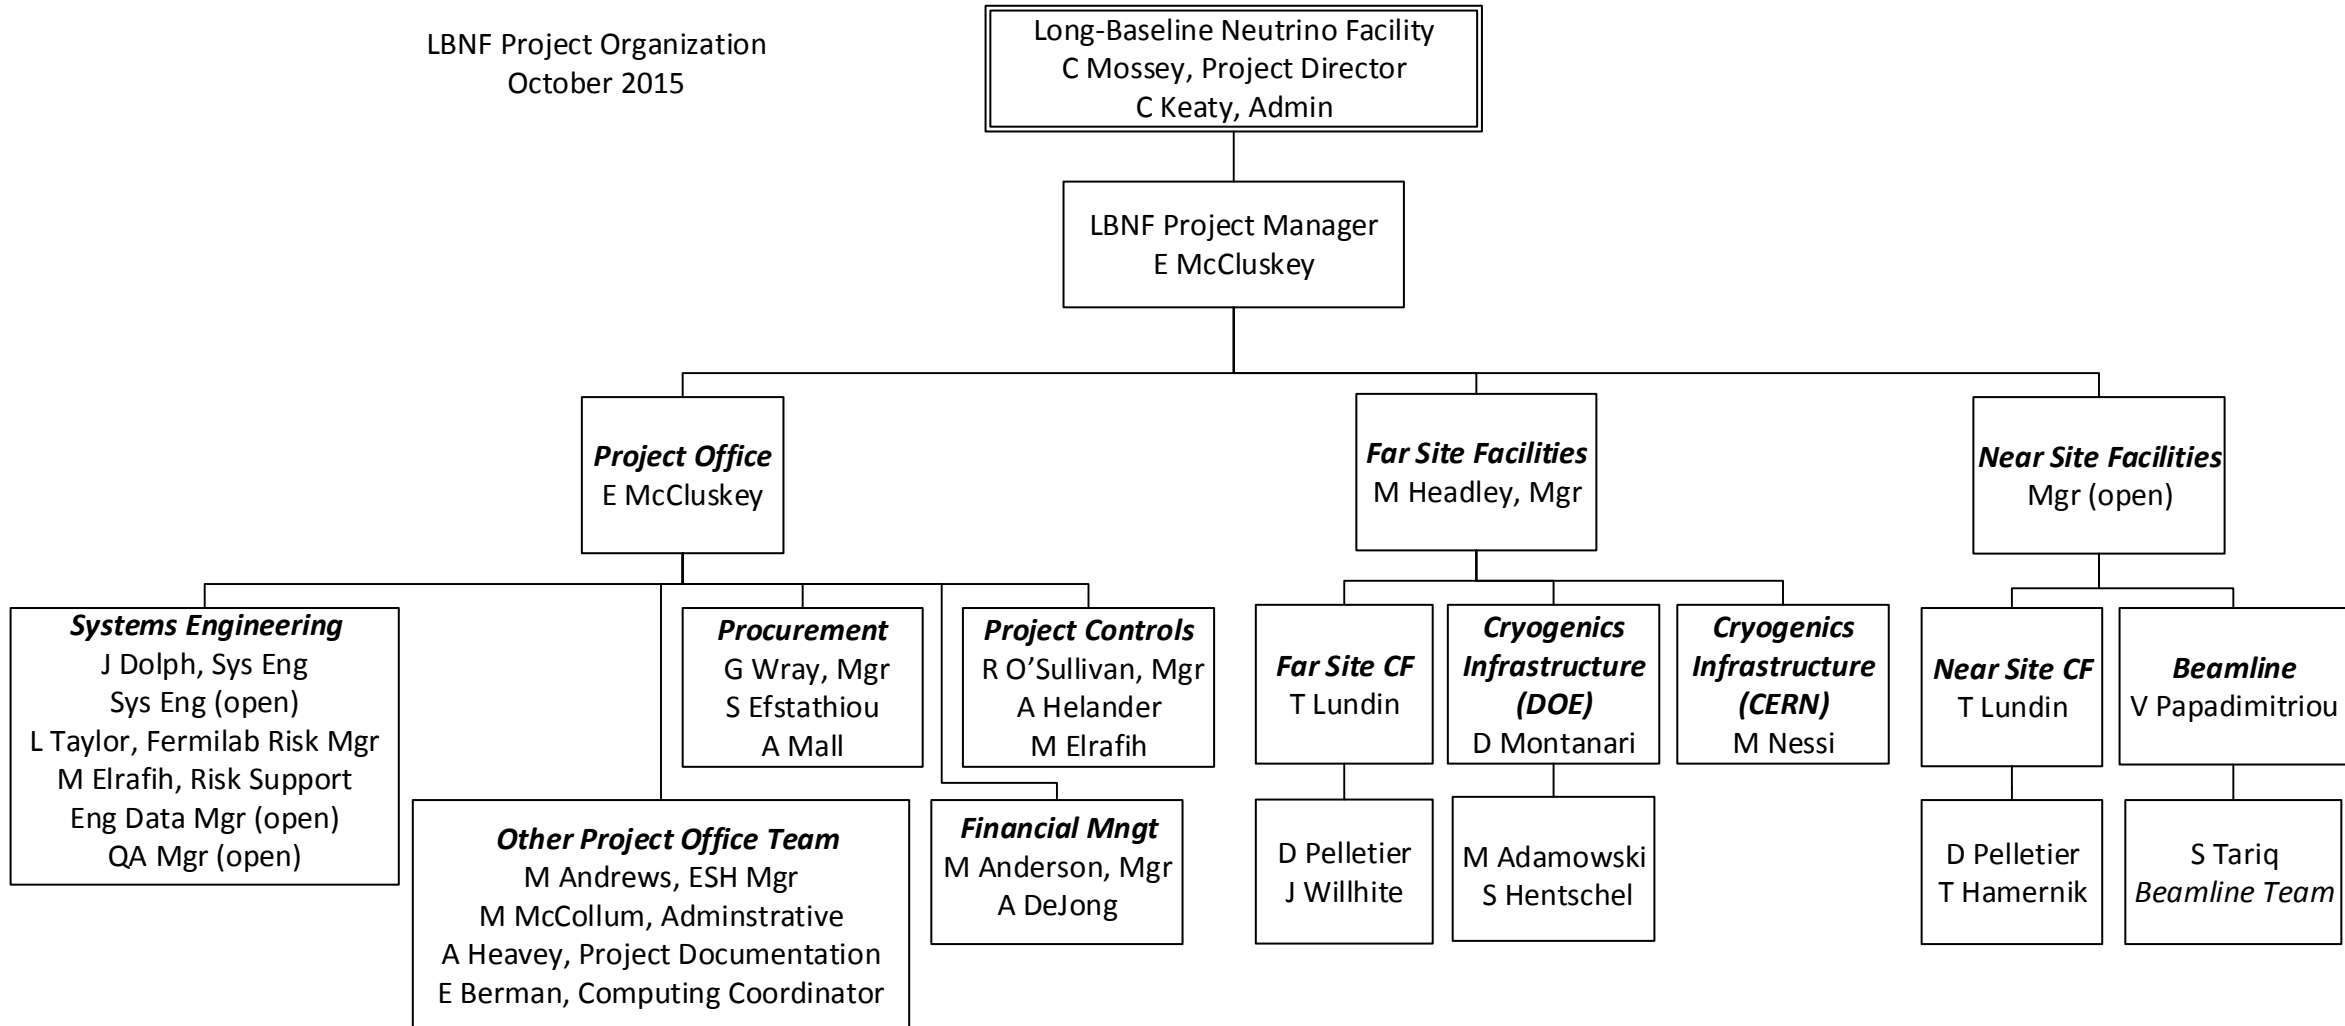 LBNF Project Organization
October 2015
Long-Baseline Neutrino Facility
C Mossey, Project Director
C Keaty, Admin
LBNF Project Manager
E McCluskey
Project Office
E McCluskey
Far Site Facilities
M Headley, Mgr
Near Site Facilities
Mgr (open)
Systems Engineering
J Dolph, Sys Eng
Sys Eng (open)
L Taylor, Fermilab Risk Mgr
M Elrafih, Risk Support
Eng Data Mgr (open)
QA Mgr (open)
Procurement
G Wray, Mgr
S Efstathiou
A Mall
Project Controls
R O’Sullivan, Mgr
A Helander
M Elrafih
Other Project Office Team
M Andrews, ESH Mgr
M McCollum, Adminstrative
A Heavey, Project Documentation
E Berman, Computing Coordinator
Financial Mngt
M Anderson, Mgr
A DeJong
Far Site CF
T Lundin
Cryogenics
Infrastructure
(DOE)
D Montanari
Cryogenics
Infrastructure
(CERN)
M Nessi
Near Site CF
T Lundin
Beamline
V Papadimitriou
D Pelletier
J Willhite
M Adamowski
S Hentschel
D Pelletier
T Hamernik
S Tariq
Beamline Team